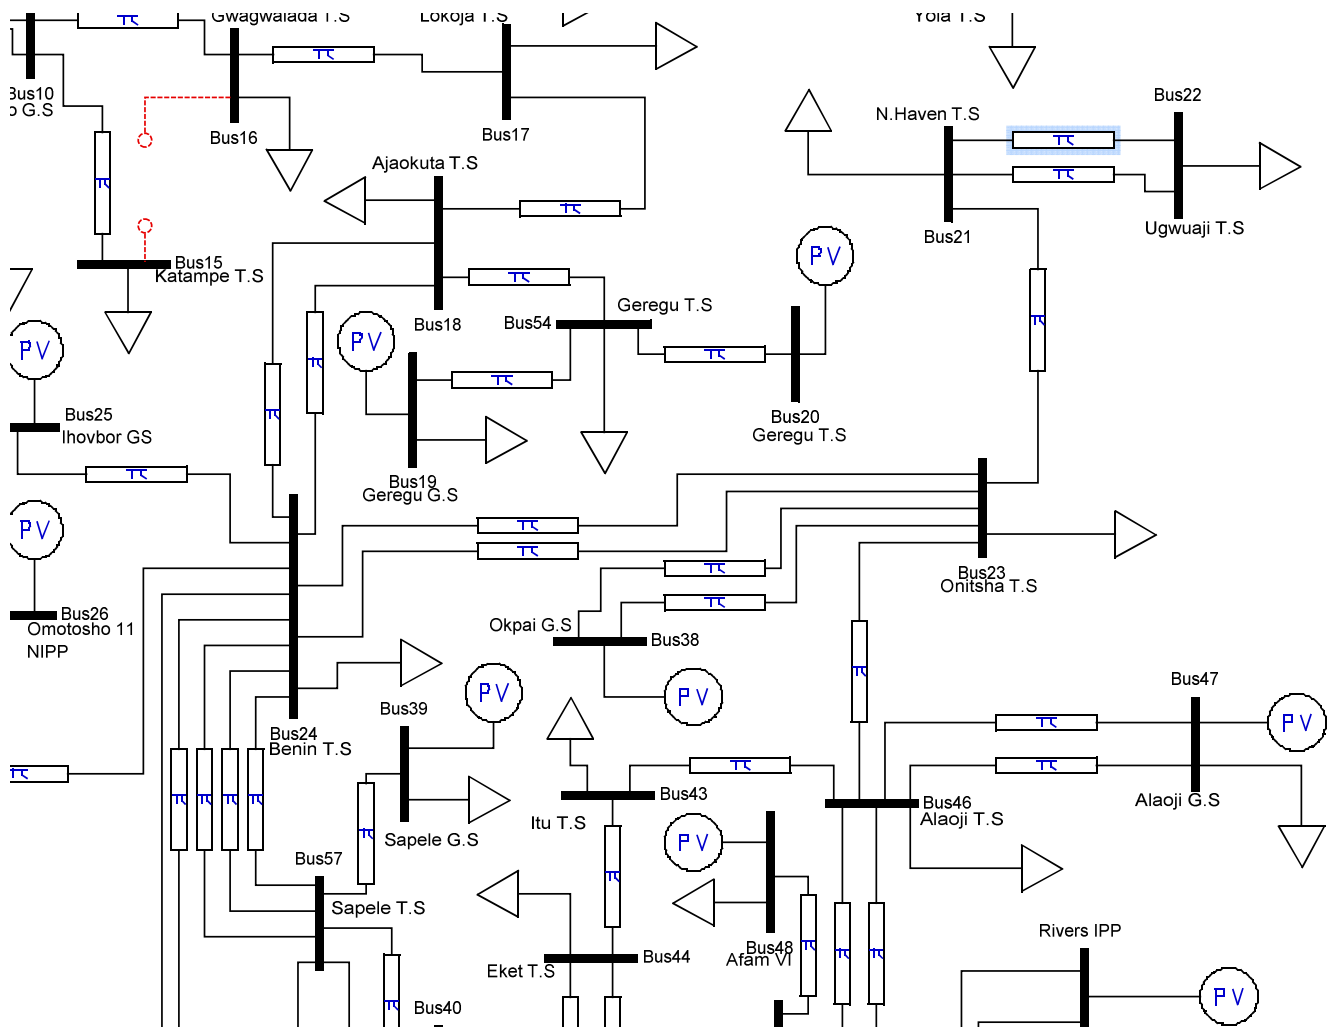 Gwagwalada T.S
Lokoja T.S
Yola T.S
Bus10
G.S
Bus16
Bus17
N.Haven T.S
Bus22
Ajaokuta T.S
Bus21
Ugwuaji T.S
Bus15
Katampe T.S
PV
Geregu T.S
Bus54
Bus18
PV
PV
Bus25
Ihovbor GS
Bus20
Geregu T.S
Bus19
Geregu G.S
PV
Bus23
Onitsha T.S
Bus26
Omotosho 11
NIPP
Okpai G.S
Bus38
PV
PV
Bus47
PV
Bus39
Bus24
Benin T.S
Bus43
Itu T.S
Bus46
Alaoji T.S
Alaoji G.S
PV
Sapele G.S
Bus57
Sapele T.S
Bus48
Afam VI
Bus44
Eket T.S
Rivers IPP
PV
Bus40